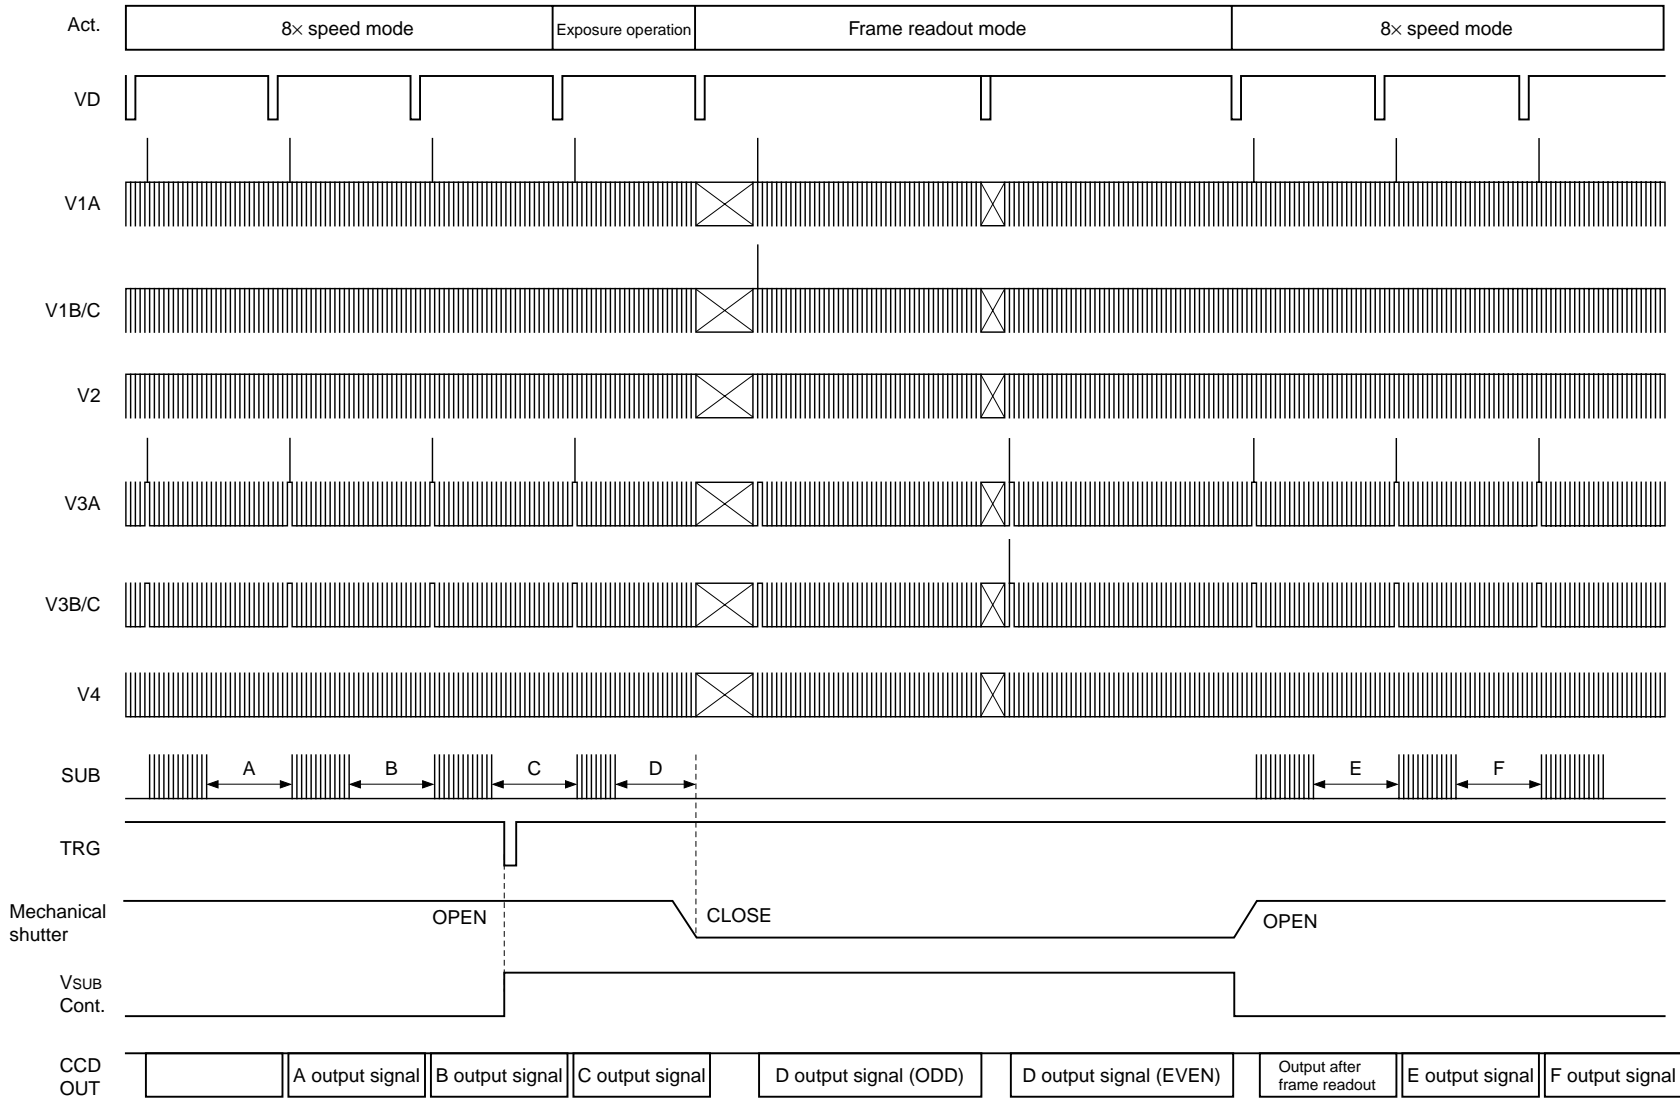 Act.
8× speed mode
Exposure operation
Frame readout mode
8× speed mode
VD
V1A
V1B/C
V2
V3A
V3B/C
V4
SUB
A
B
C
D
E
F
TRG
Mechanical
shutter
OPEN
CLOSE
OPEN
VSUB
Cont.
CCD
OUT
A output signal
B output signal
C output signal
D output signal (ODD)
D output signal (EVEN)
Output after
frame readout
E output signal
F output signal